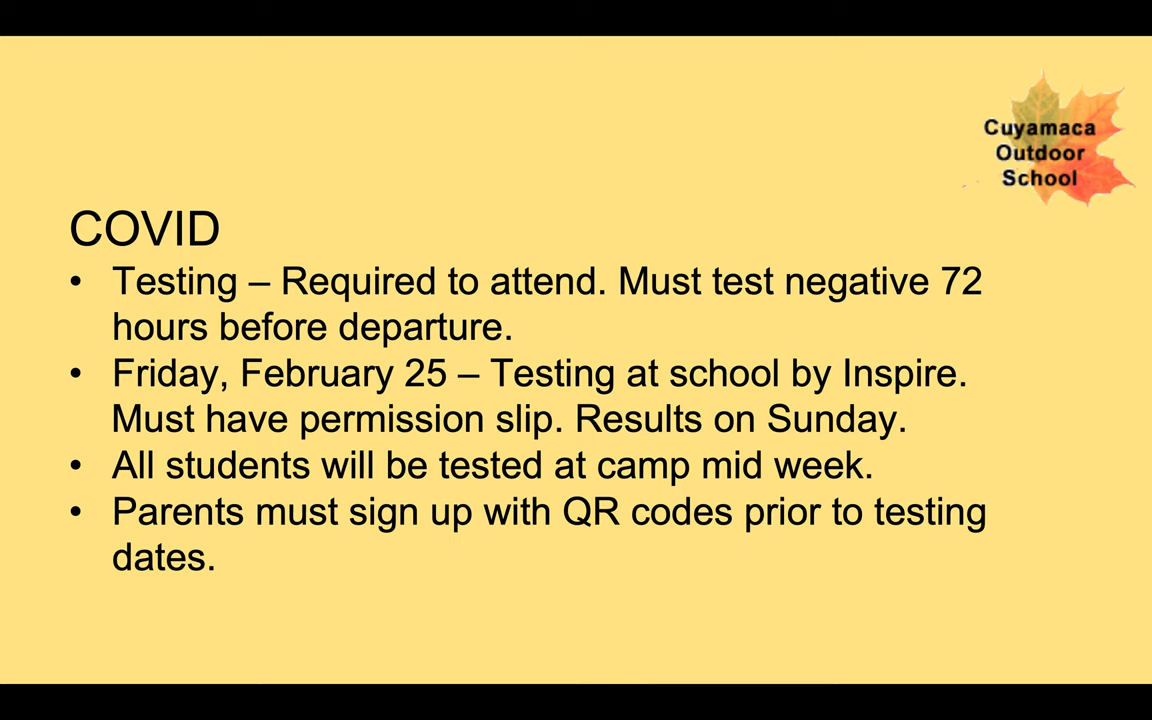 Cuyamaca
Outdoor
School
COVID
• Testing – Required to attend. Must test negative 72
hours before departure.
• Friday, February 25 – Testing at school by Inspire.
Must have permission slip. Results on Sunday.
• All students will be tested at camp mid week.
• Parents must sign up with QR codes prior to testing
dates.